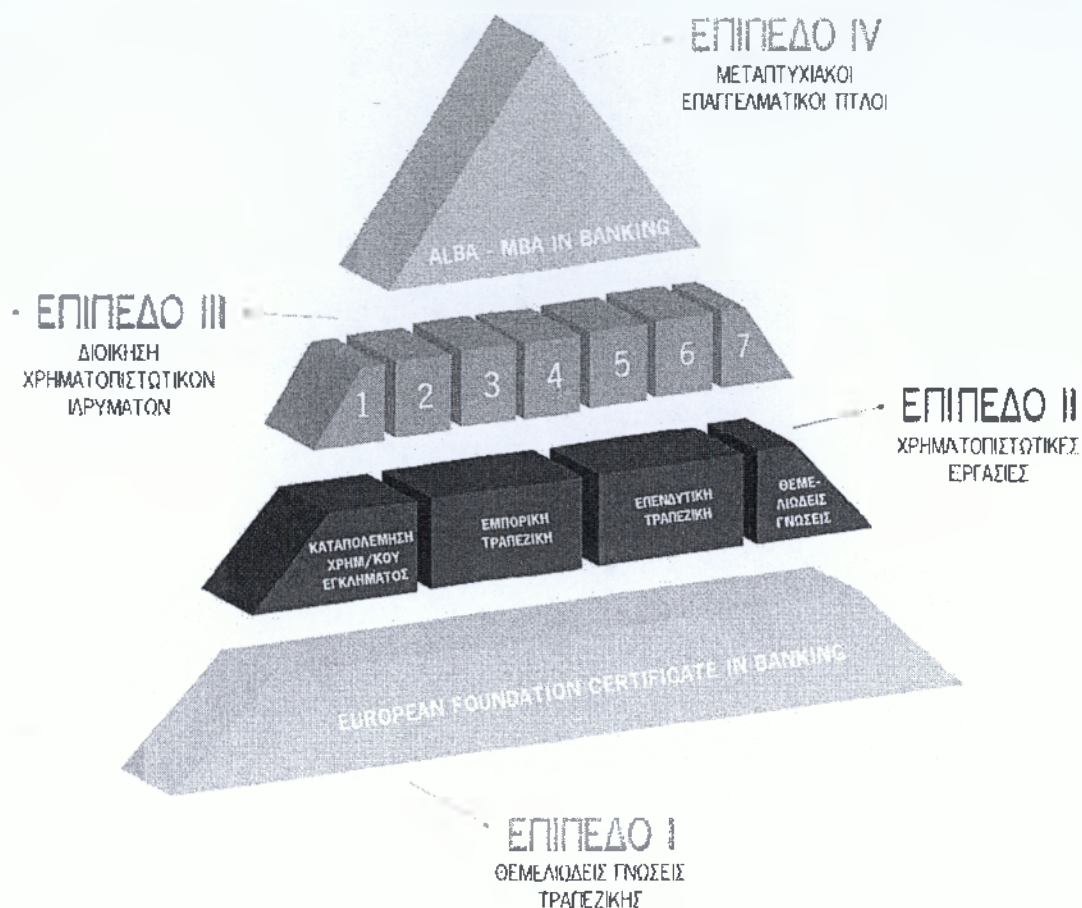 ΕΠΙΠΕΔΟ IV
ΜΕΤΑΠΤΥΧΙΑΚΟΙ
ΕΠΑΓΓΕΛΜΑΤΙΚΟΙ ΤΙΤΛΟΙ
ALBA - MBA IN BANKING
• ΕΠΙΠΕΔΟ III
ΔΙΟΙΚΗΣΗ
ΧΡΗΜΑΤΟΠΙΣΤΩΤΙΚΩΝ
ΙΔΡΥΜΑΤΩΝ
1 2 3 4 5 6 7
• ΕΠΙΠΕΔΟ II
ΧΡΗΜΑΤΟΠΙΣΤΩΤΙΚΕΣ
ΕΡΓΑΣΙΕΣ
ΚΑΤΑΠΟΛΕΜΗΣΗ
ΧΡΗΜ/ΚΟΥ
ΕΓΚΛΗΜΑΤΟΣ
ΕΜΠΟΡΙΚΗ
ΤΡΑΠΕΖΙΚΗ
ΕΠΕΝΔΥΤΙΚΗ
ΤΡΑΠΕΖΙΚΗ
ΘΕΜΕ-
ΛΙΩΔΕΙΣ
ΓΝΩΣΕΙΣ
EUROPEAN FOUNDATION CERTIFICATE IN BANKING
ΕΠΙΠΕΔΟ I
ΘΕΜΕΛΙΩΔΕΙΣ ΓΝΩΣΕΙΣ
ΤΡΑΠΕΖΙΚΗΣ